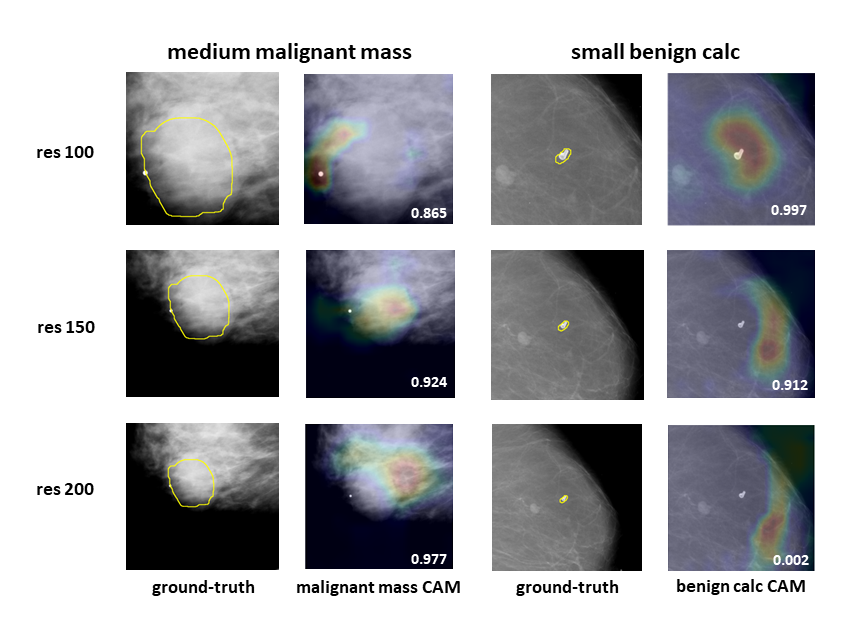 medium malignant mass
small benign calc
res 100
0.865
0.997
res 150
0.924
0.912
res 200
0.977
0.002
ground-truth
malignant mass CAM
ground-truth
benign calc CAM